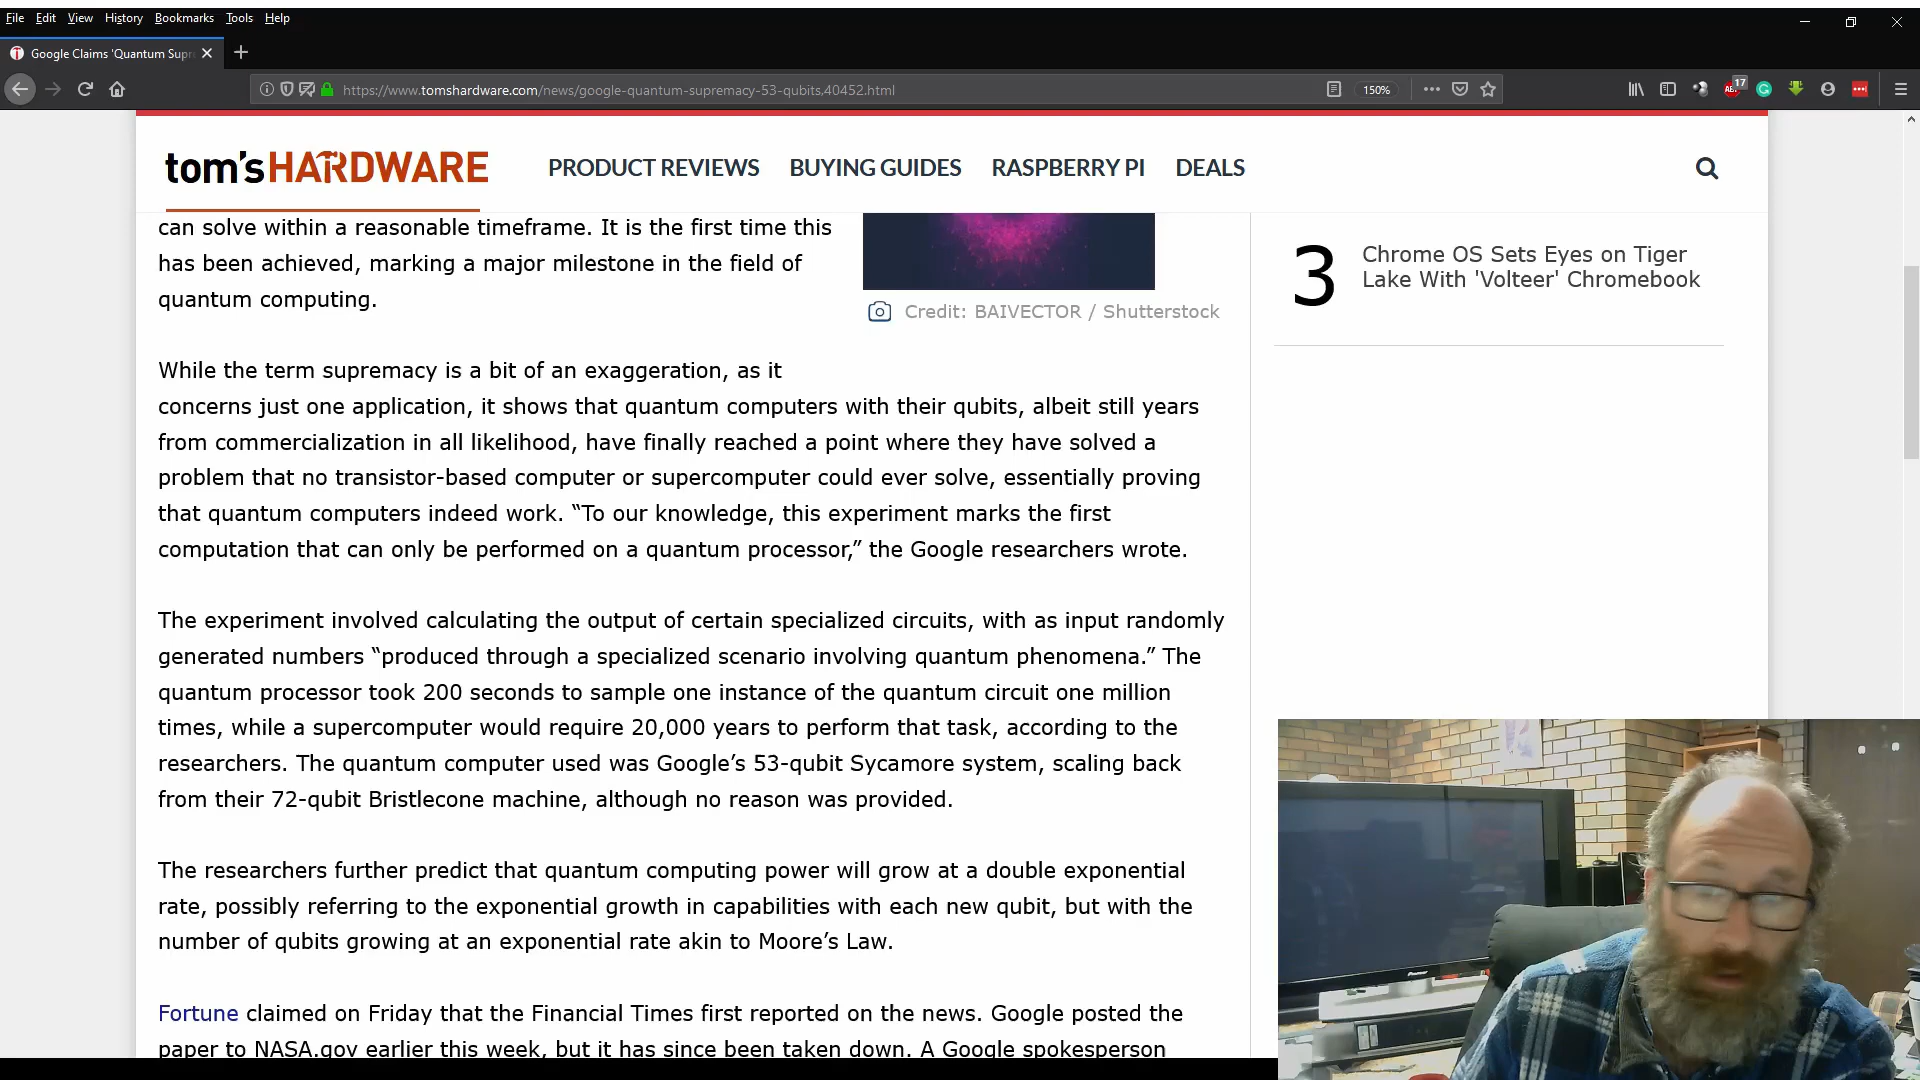 File Edit View History Bookmarks Tools Help
Google Claims 'Quantum Supr
https://www.tomshardware.com/news/google-quantum-supremacy-53-qubits,40452.html
150%
17
tom's HARDWARE
PRODUCT REVIEWS BUYING GUIDES RASPBERRY PI DEALS
can solve within a reasonable timeframe. It is the first time this
has been achieved, marking a major milestone in the field of
quantum computing.
Credit: BAIVECTOR / Shutterstock
While the term supremacy is a bit of an exaggeration, as it
concerns just one application, it shows that quantum computers with their qubits, albeit still years
from commercialization in all likelihood, have finally reached a point where they have solved a
problem that no transistor-based computer or supercomputer could ever solve, essentially proving
that quantum computers indeed work. “To our knowledge, this experiment marks the first
computation that can only be performed on a quantum processor,” the Google researchers wrote.
The experiment involved calculating the output of certain specialized circuits, with as input randomly
generated numbers “produced through a specialized scenario involving quantum phenomena.” The
quantum processor took 200 seconds to sample one instance of the quantum circuit one million
times, while a supercomputer would require 20,000 years to perform that task, according to the
researchers. The quantum computer used was Google’s 53-qubit Sycamore system, scaling back
from their 72-qubit Bristlecone machine, although no reason was provided.
The researchers further predict that quantum computing power will grow at a double exponential
rate, possibly referring to the exponential growth in capabilities with each new qubit, but with the
number of qubits growing at an exponential rate akin to Moore’s Law.
Fortune claimed on Friday that the Financial Times first reported on the news. Google posted the
paper to NASA.gov earlier this week, but it has since been taken down. A Google spokesperson
3
Chrome OS Sets Eyes on Tiger
Lake With 'Volteer' Chromebook
Pioneer